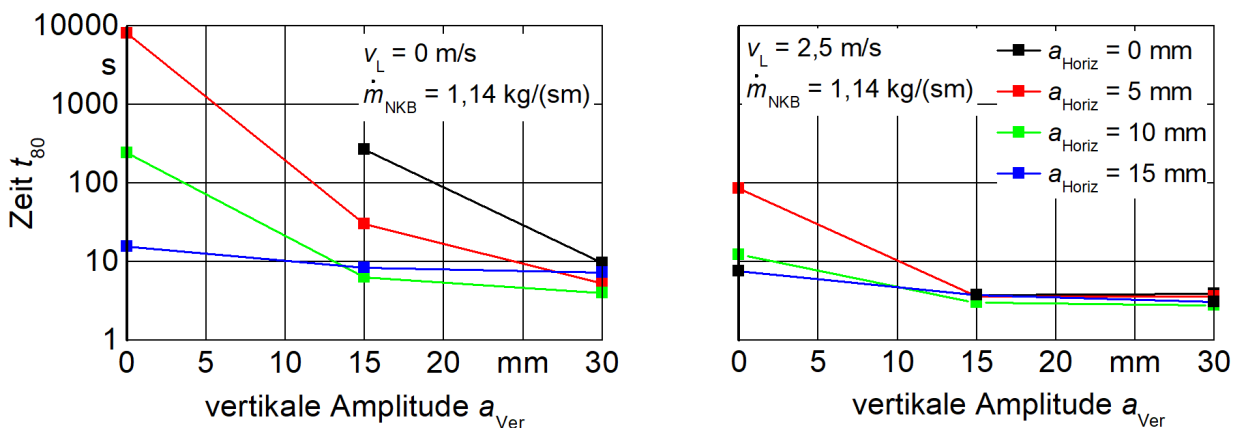 10000
s
1000
100
10
1
Zeit t80
vL = 0 m/s
ṁNKB = 1,14 kg/(sm)
0 5 10 15 20 mm 30
vertikale Amplitude aVer
vL = 2,5 m/s
ṁNKB = 1,14 kg/(sm)
aHoriz = 0 mm
aHoriz = 5 mm
aHoriz = 10 mm
aHoriz = 15 mm
0 5 10 15 20 mm 30
vertikale Amplitude aVer